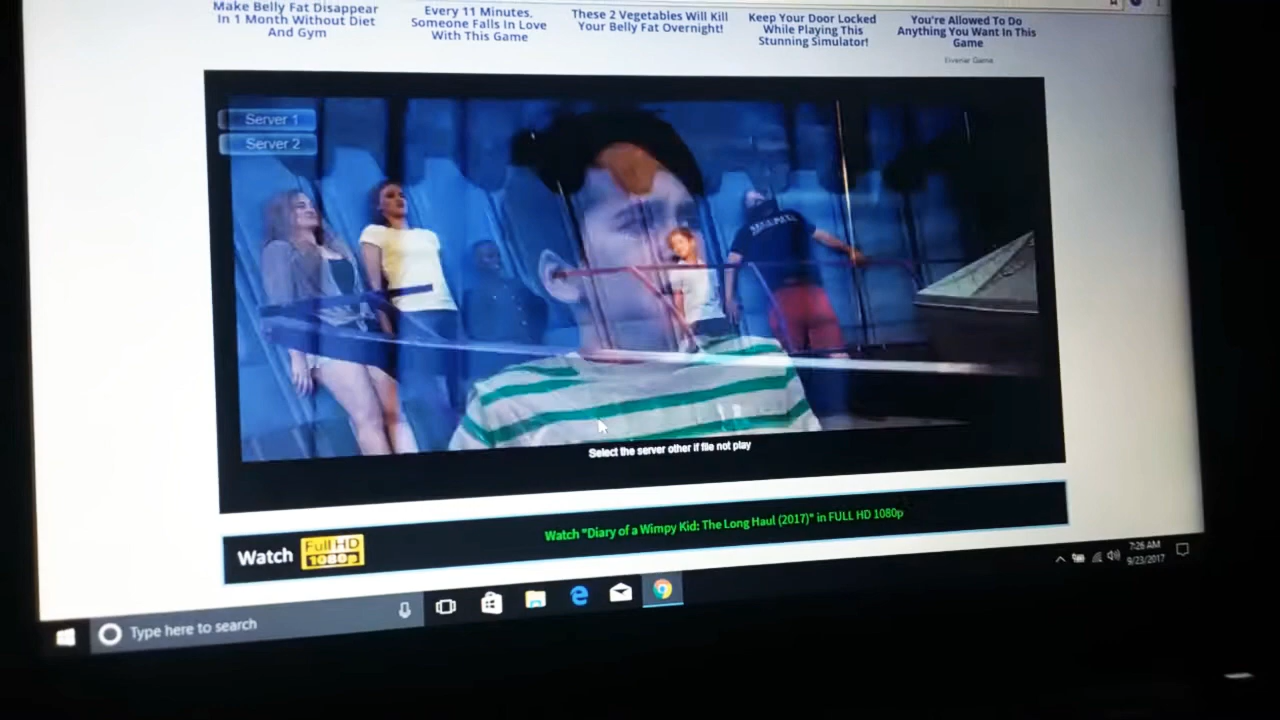 Make Belly Fat Disappear
In 1 Month Without Diet
And Gym
Every 11 Minutes,
Someone Falls In Love
With This Game
These 2 Vegetables Will Kill
Your Belly Fat Overnight!
Keep Your Door Locked
While Playing This
Stunning Simulator!
You're Allowed To Do
Anything You Want In This
Game
Server 1
Server 2
Select the server other if file not play
Watch
Full HD
1080p
Watch "Diary of a Wimpy Kid: The Long Haul (2017)" in FULL HD 1080p
7:26 AM
9/23/2017
Type here to search